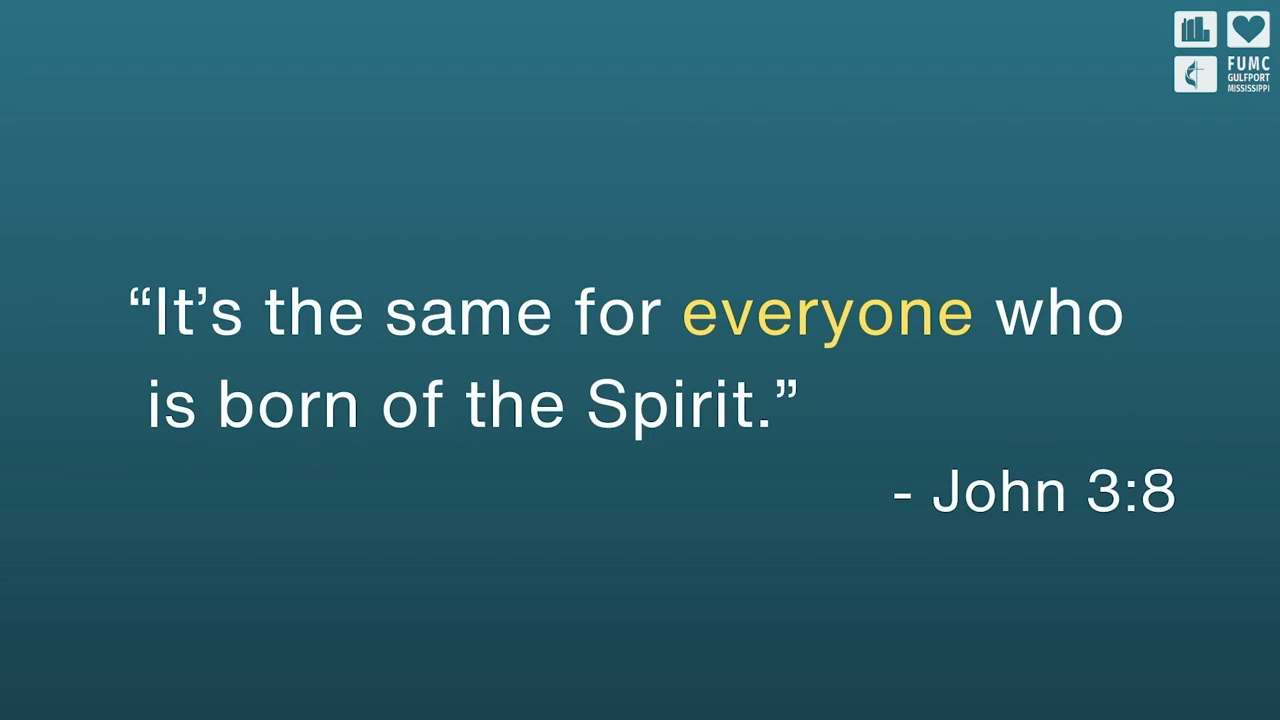 FUMC
GULFPORT
MISSISSIPPI
“It’s the same for everyone who
is born of the Spirit.”
- John 3:8